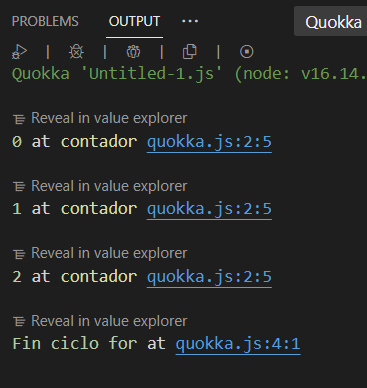 PROBLEMS OUTPUT ··· Quokka
Quokka 'Untitled-1.js' (node: v16.14.
Reveal in value explorer
0 at contador quokka.js:2:5
Reveal in value explorer
1 at contador quokka.js:2:5
Reveal in value explorer
2 at contador quokka.js:2:5
Reveal in value explorer
Fin ciclo for at quokka.js:4:1